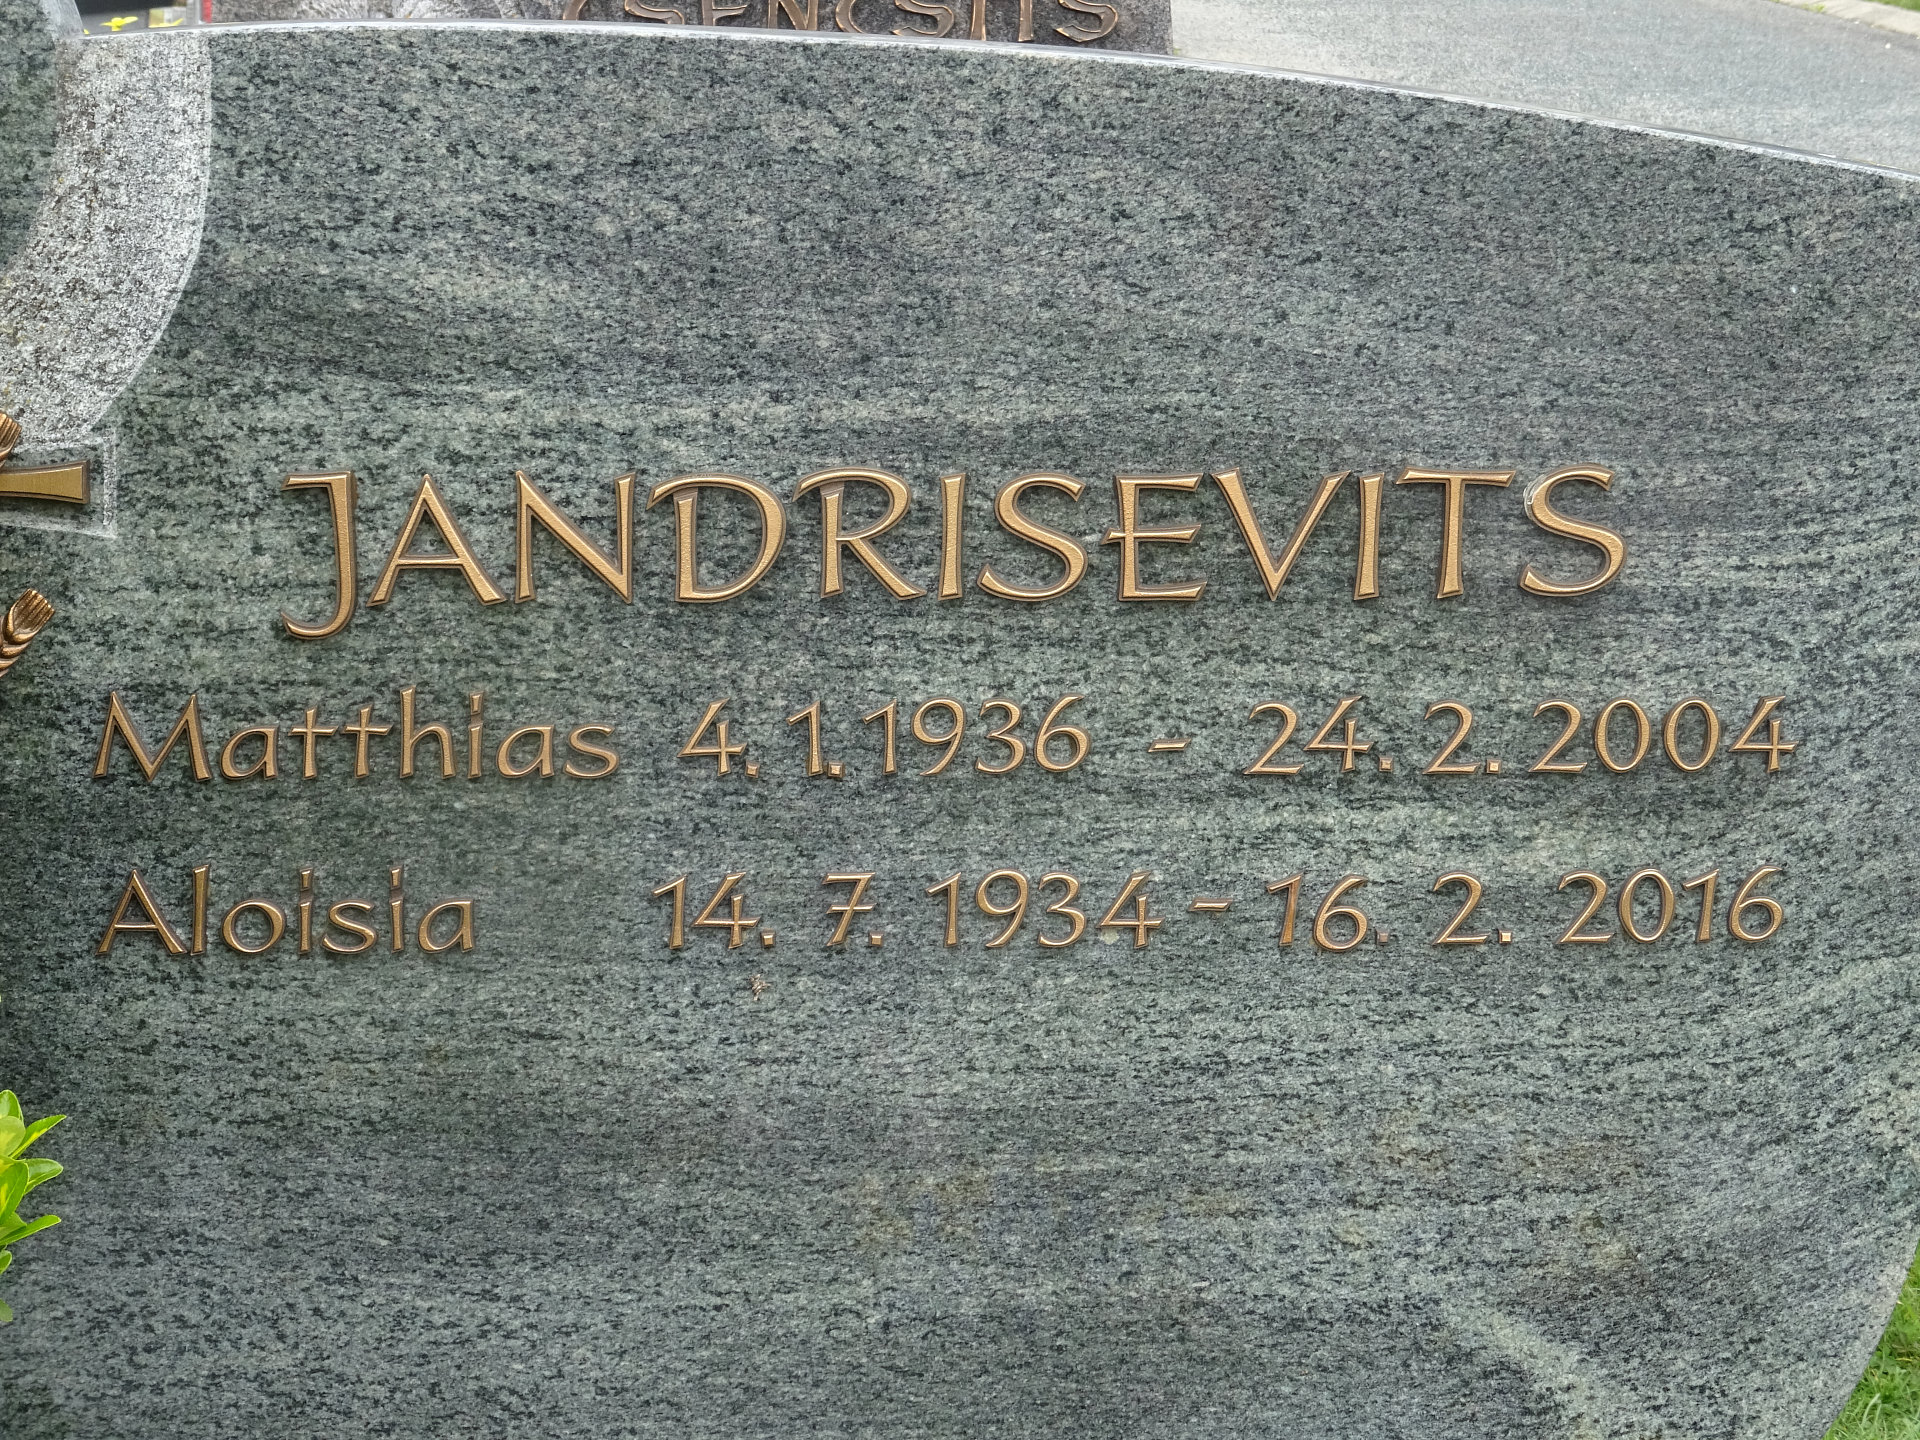 JANDRISEVITS
Matthias 4. 1. 1936 - 24. 2. 2004
Aloisia 14. 7. 1934 - 16. 2. 2016